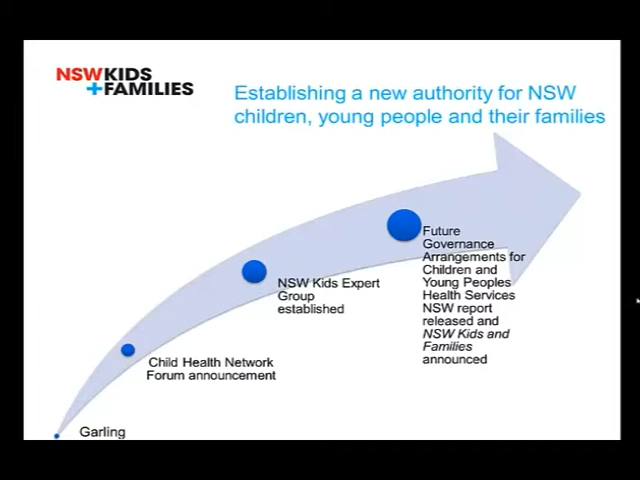 NSWKIDS
+FAMILIES
Establishing a new authority for NSW
children, young people and their families
Future
Governance
Arrangements for
Children and
Young Peoples
Health Services
NSW report
released and
NSW Kids and
Families
announced
NSW Kids Expert
Group
established
Child Health Network
Forum announcement
Garling